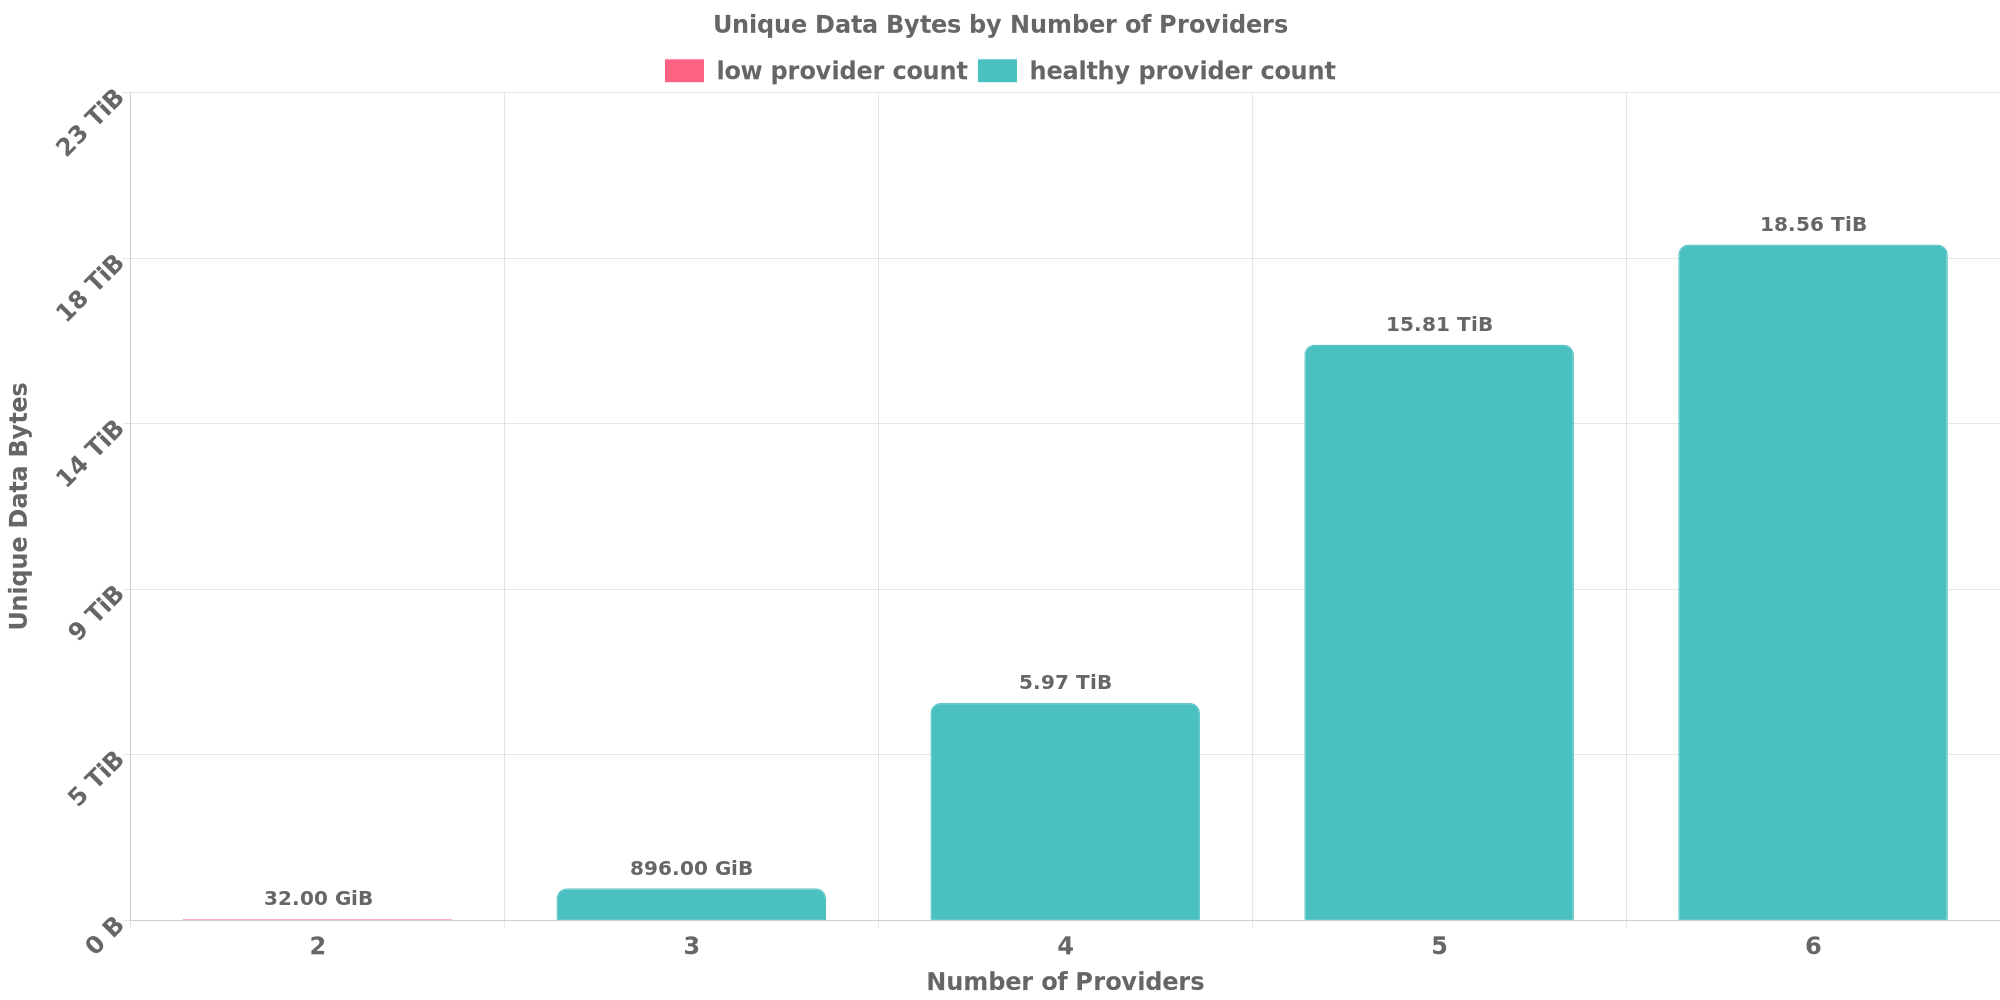 Unique Data Bytes by Number of Providers
low provider count healthy provider count
23 TiB
18 TiB
14 TiB
9 TiB
5 TiB
0 B
Unique Data Bytes
32.00 GiB
896.00 GiB
5.97 TiB
15.81 TiB
18.56 TiB
2 3 4 5 6
Number of Providers